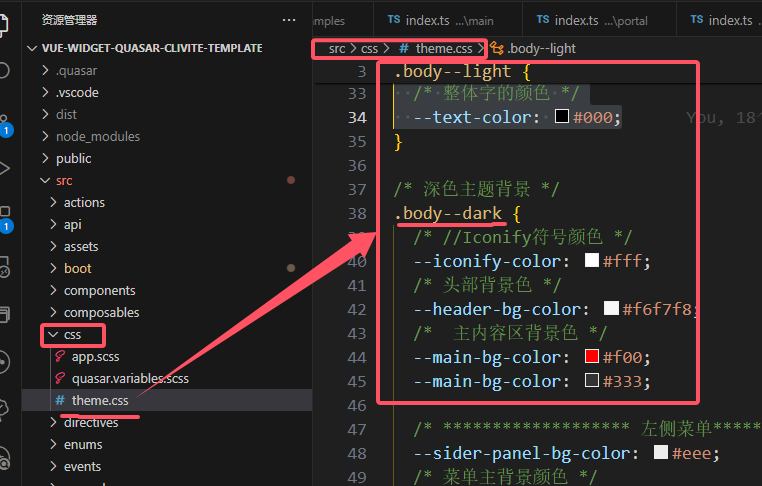 资源管理器 ···
VUE-WIDGET-QUASAR-CLIVITE-TEMPLATE
.quasar
.vscode
dist
node_modules
public
src
actions
api
assets
boot
components
composables
css
app.scss
quasar.variables.scss
theme.css
directives
enums
events
1
1
mples TS index.ts ...\main TS index.ts ...\portal TS index.ts
src > css > # theme.css > .body--light
3 .body--light {
33 /* 整体字的颜色 */
34 --text-color: #000; You, 18
35 }
36
37 /* 深色主题背景 */
38 .body--dark {
/* //Iconify符号颜色 */
40 --iconify-color: #fff;
41 /* 头部背景色 */
42 --header-bg-color: #f6f7f8;
43 /* 主内容区背景色 */
44 --main-bg-color: #f00;
45 --main-bg-color: #333;
46
47 /* ******************* 左侧菜单*****
48 --sider-panel-bg-color: #eee;
49 /* 菜单主背景颜色 */